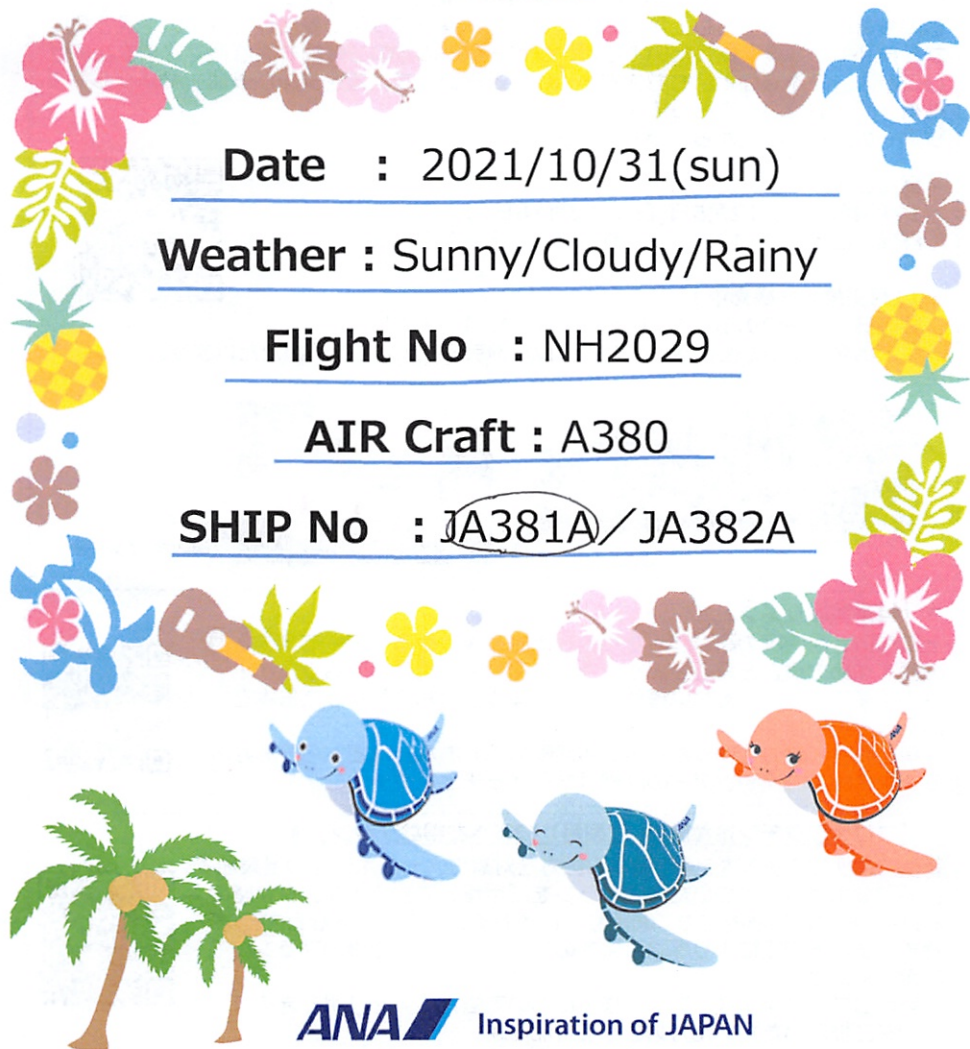 Date : 2021/10/31(sun)
Weather : Sunny/Cloudy/Rainy
Flight No : NH2029
AIR Craft : A380
SHIP No : JA381A／JA382A
ANA Inspiration of JAPAN